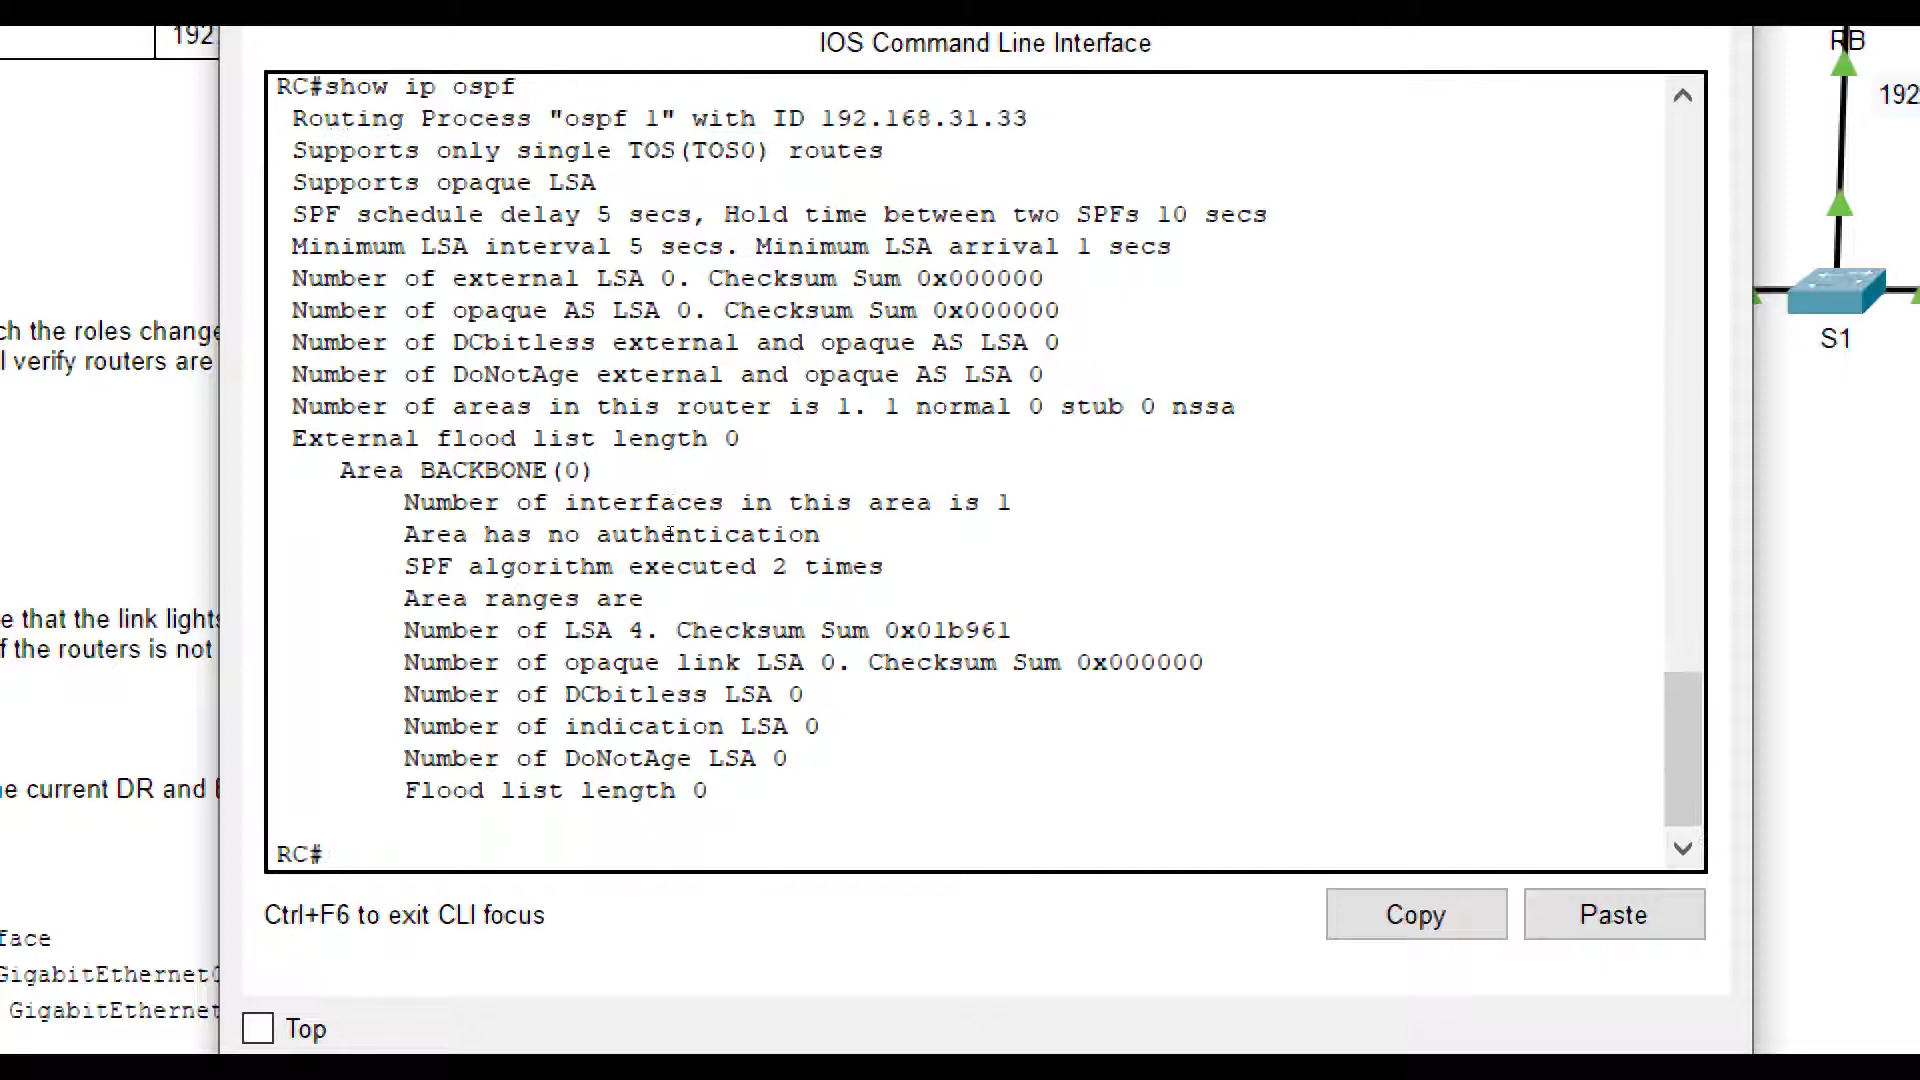 192
IOS Command Line Interface
RB
RC#show ip ospf
Routing Process "ospf 1" with ID 192.168.31.33
Supports only single TOS(TOS0) routes
Supports opaque LSA
SPF schedule delay 5 secs, Hold time between two SPFs 10 secs
Minimum LSA interval 5 secs. Minimum LSA arrival 1 secs
Number of external LSA 0. Checksum Sum 0x000000
Number of opaque AS LSA 0. Checksum Sum 0x000000
Number of DCbitless external and opaque AS LSA 0
Number of DoNotAge external and opaque AS LSA 0
Number of areas in this router is 1. 1 normal 0 stub 0 nssa
External flood list length 0
Area BACKBONE(0)
Number of interfaces in this area is 1
Area has no authentication
SPF algorithm executed 2 times
Area ranges are
Number of LSA 4. Checksum Sum 0x01b961
Number of opaque link LSA 0. Checksum Sum 0x000000
Number of DCbitless LSA 0
Number of indication LSA 0
Number of DoNotAge LSA 0
Flood list length 0
RC#
Ctrl+F6 to exit CLI focus
Copy
Paste
Top
192
S1
ch the roles change
l verify routers are
e that the link lights
f the routers is not
e current DR and
face
GigabitEthernet
GigabitEthernet